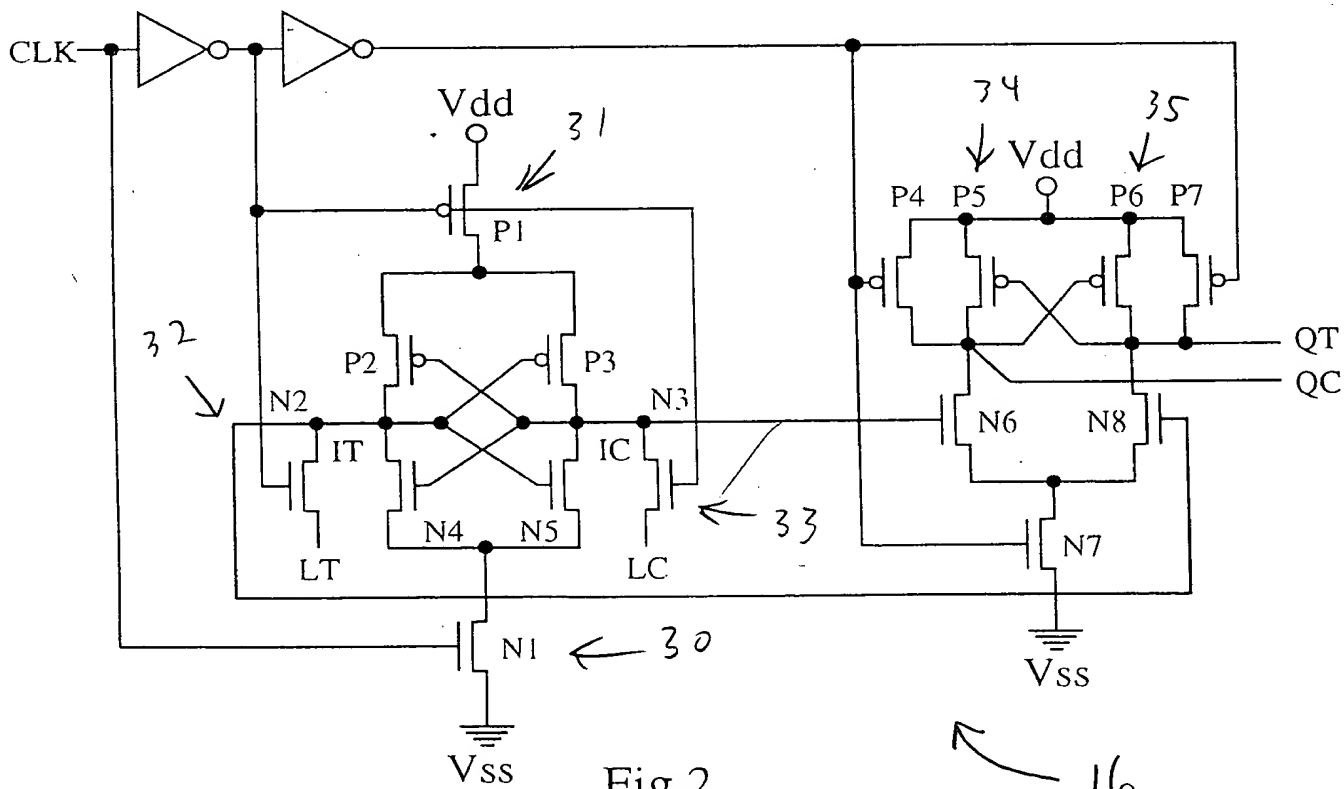 CLK
Vdd
31
34
35
Vdd
P4 P5 P6 P7
P1
32
P2 P3
QT
QC
N2 N3
IT IC
N6 N8
N4 N5
33
LT LC
N7
N1
30
Vss
Vss
Fig.2
16